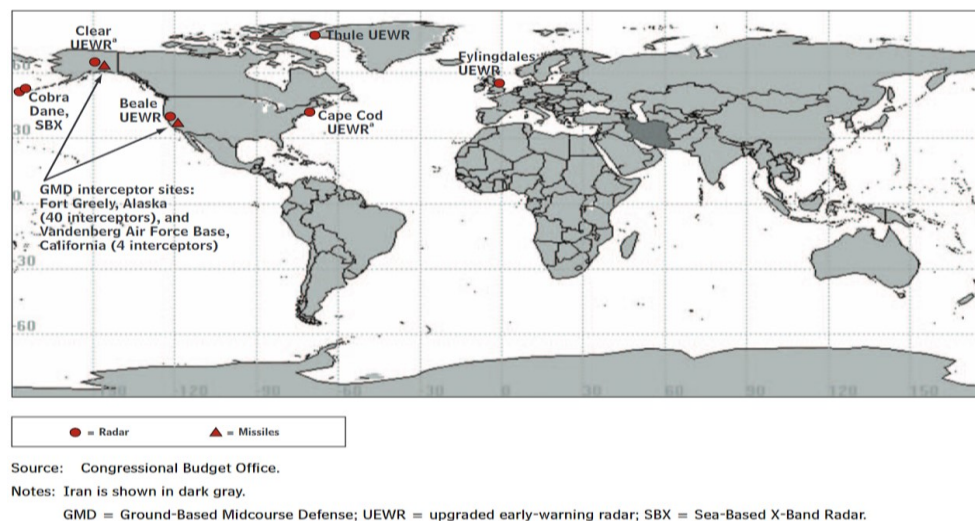 Clear
UEWRa
Thule UEWR
Fylingdales
UEWR
60
Cobra
Dane,
SBX
Beale
UEWR
Cape Cod
UEWRa
30
GMD interceptor sites:
Fort Greely, Alaska
(40 interceptors), and
Vandenberg Air Force Base,
California (4 interceptors)
0
-30
-60
-150 -120 -90 -60 -30 0 30 60 90 120 150
= Radar = Missiles
Source: Congressional Budget Office.
Notes: Iran is shown in dark gray.
GMD = Ground-Based Midcourse Defense; UEWR = upgraded early-warning radar; SBX = Sea-Based X-Band Radar.